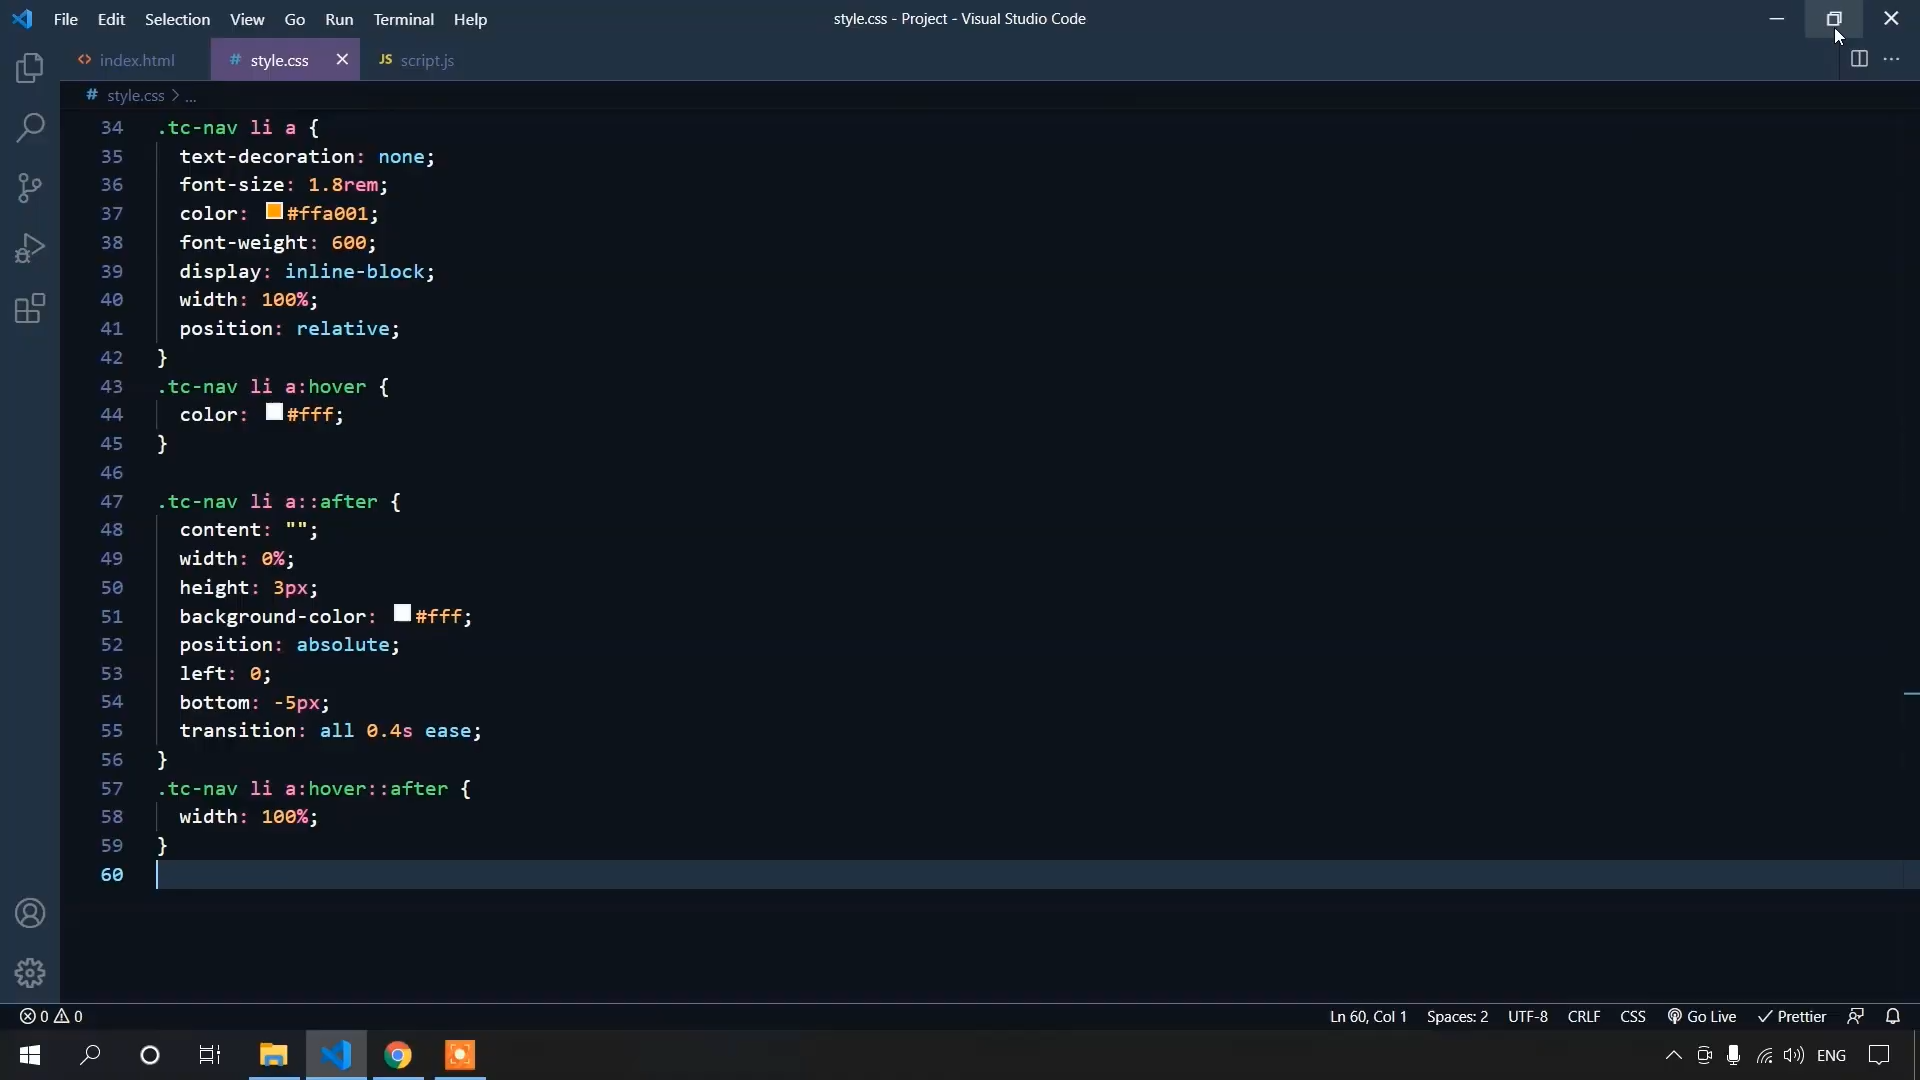 File Edit Selection View Go Run Terminal Help
style.css - Project - Visual Studio Code
<> index.html
# style.css
JS script.js
# style.css > ...
34 .tc-nav li a {
35 text-decoration: none;
36 font-size: 1.8rem;
37 color: #ffa001;
38 font-weight: 600;
39 display: inline-block;
40 width: 100%;
41 position: relative;
42 }
43 .tc-nav li a:hover {
44 color: #fff;
45 }
46
47 .tc-nav li a::after {
48 content: "";
49 width: 0%;
50 height: 3px;
51 background-color: #fff;
52 position: absolute;
53 left: 0;
54 bottom: -5px;
55 transition: all 0.4s ease;
56 }
57 .tc-nav li a:hover::after {
58 width: 100%;
59 }
60
0 0
Ln 60, Col 1 Spaces: 2 UTF-8 CRLF CSS Go Live Prettier
ENG